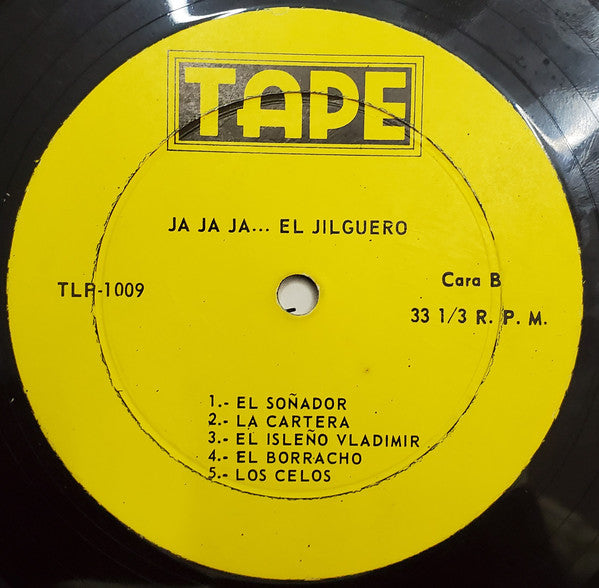 TAPE
JA JA JA... EL JILGUERO
TLP-1009
Cara B
33 1/3 R. P. M.
1.- EL SOÑADOR
2.- LA CARTERA
3.- EL ISLEÑO VLADIMIR
4.- EL BORRACHO
5.- LOS CELOS